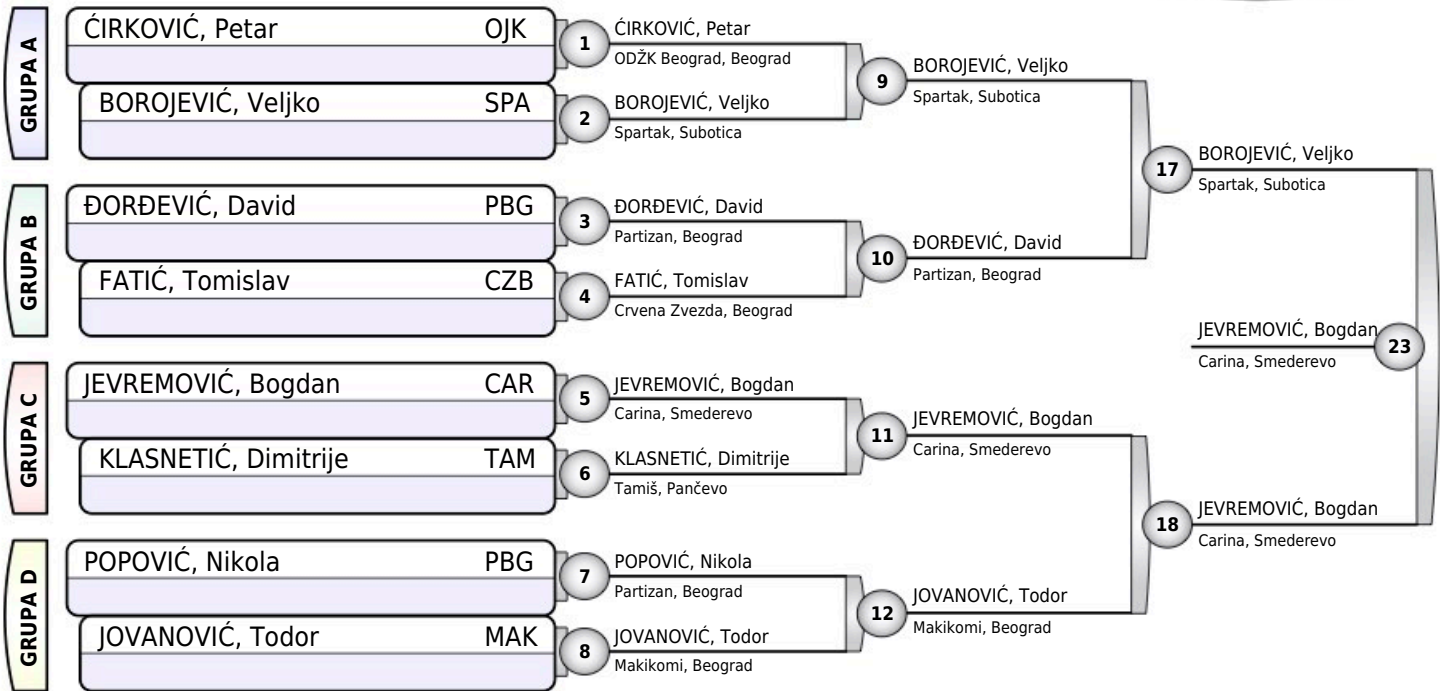 GRUPA A
ĆIRKOVIĆ, Petar OJK
BOROJEVIĆ, Veljko SPA
1
ĆIRKOVIĆ, Petar
ODŽK Beograd, Beograd
2
BOROJEVIĆ, Veljko
Spartak, Subotica
9
BOROJEVIĆ, Veljko
Spartak, Subotica
GRUPA B
ĐORĐEVIĆ, David PBG
FATIĆ, Tomislav CZB
3
ĐORĐEVIĆ, David
Partizan, Beograd
4
FATIĆ, Tomislav
Crvena Zvezda, Beograd
10
ĐORĐEVIĆ, David
Partizan, Beograd
17
BOROJEVIĆ, Veljko
Spartak, Subotica
GRUPA C
JEVREMOVIĆ, Bogdan CAR
KLASNETIĆ, Dimitrije TAM
5
JEVREMOVIĆ, Bogdan
Carina, Smederevo
6
KLASNETIĆ, Dimitrije
Tamiš, Pančevo
11
JEVREMOVIĆ, Bogdan
Carina, Smederevo
GRUPA D
POPOVIĆ, Nikola PBG
JOVANOVIĆ, Todor MAK
7
POPOVIĆ, Nikola
Partizan, Beograd
8
JOVANOVIĆ, Todor
Makikomi, Beograd
12
JOVANOVIĆ, Todor
Makikomi, Beograd
18
JEVREMOVIĆ, Bogdan
Carina, Smederevo
JEVREMOVIĆ, Bogdan
Carina, Smederevo
23